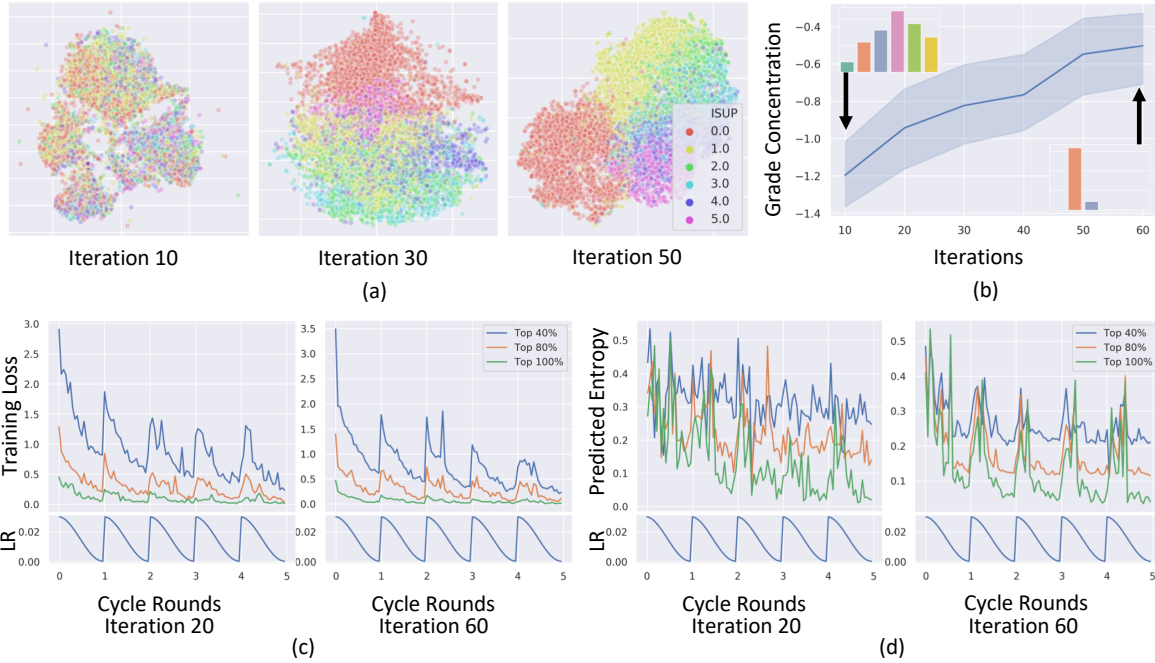 ISUP
0.0
1.0
2.0
3.0
4.0
5.0
Iteration 10
Iteration 30
Iteration 50
(a)
Grade Concentration
−0.4
−0.6
−0.8
−1.0
−1.2
−1.4
10 20 30 40 50 60
Iterations
(b)
Training Loss
3.0
2.5
2.0
1.5
1.0
0.5
0.0
LR
0.02
0.00
0 1 2 3 4 5
Cycle Rounds
Iteration 20
3.5
3.0
2.5
2.0
1.5
1.0
0.5
0.0
Top 40%
Top 80%
Top 100%
0.02
0.00
0 1 2 3 4 5
Cycle Rounds
Iteration 60
(c)
Predicted Entropy
0.5
0.4
0.3
0.2
0.1
0.0
LR
0.02
0.00
0 1 2 3 4 5
Cycle Rounds
Iteration 20
0.5
0.4
0.3
0.2
0.1
Top 40%
Top 80%
Top 100%
0.02
0.00
0 1 2 3 4 5
Cycle Rounds
Iteration 60
(d)